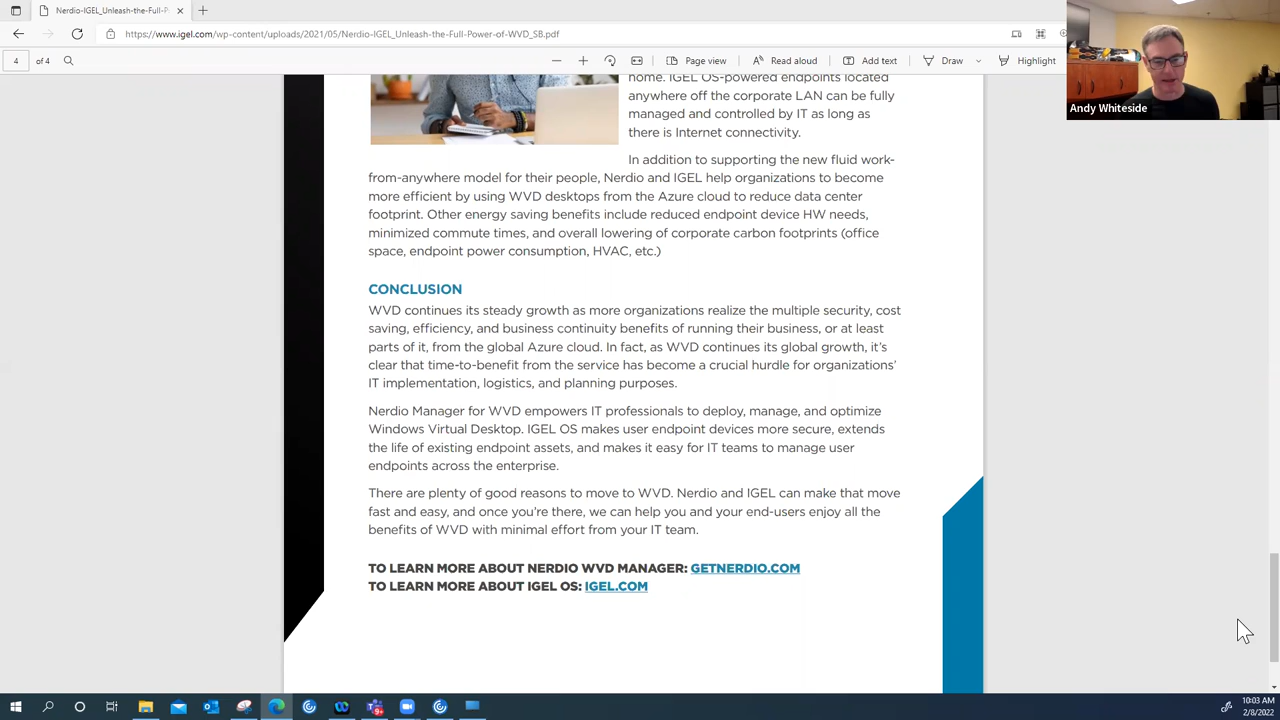 Nerdio-IGEL_Unleash-the-Full-P
https://www.igel.com/wp-content/uploads/2021/05/Nerdio-IGEL_Unleash-the-Full-Power-of-WVD_SB.pdf
4 of 4
Page view
Read aloud
Add text
Draw
Highlight
Andy Whiteside
home. IGEL OS-powered endpoints located
anywhere off the corporate LAN can be fully
managed and controlled by IT as long as
there is Internet connectivity.
In addition to supporting the new fluid work-
from-anywhere model for their people, Nerdio and IGEL help organizations to become
more efficient by using WVD desktops from the Azure cloud to reduce data center
footprint. Other energy saving benefits include reduced endpoint device HW needs,
minimized commute times, and overall lowering of corporate carbon footprints (office
space, endpoint power consumption, HVAC, etc.)
CONCLUSION
WVD continues its steady growth as more organizations realize the multiple security, cost
saving, efficiency, and business continuity benefits of running their business, or at least
parts of it, from the global Azure cloud. In fact, as WVD continues its global growth, it's
clear that time-to-benefit from the service has become a crucial hurdle for organizations'
IT implementation, logistics, and planning purposes.
Nerdio Manager for WVD empowers IT professionals to deploy, manage, and optimize
Windows Virtual Desktop. IGEL OS makes user endpoint devices more secure, extends
the life of existing endpoint assets, and makes it easy for IT teams to manage user
endpoints across the enterprise.
There are plenty of good reasons to move to WVD. Nerdio and IGEL can make that move
fast and easy, and once you're there, we can help you and your end-users enjoy all the
benefits of WVD with minimal effort from your IT team.
TO LEARN MORE ABOUT NERDIO WVD MANAGER: GETNERDIO.COM
TO LEARN MORE ABOUT IGEL OS: IGEL.COM
10:03 AM
2/8/2022